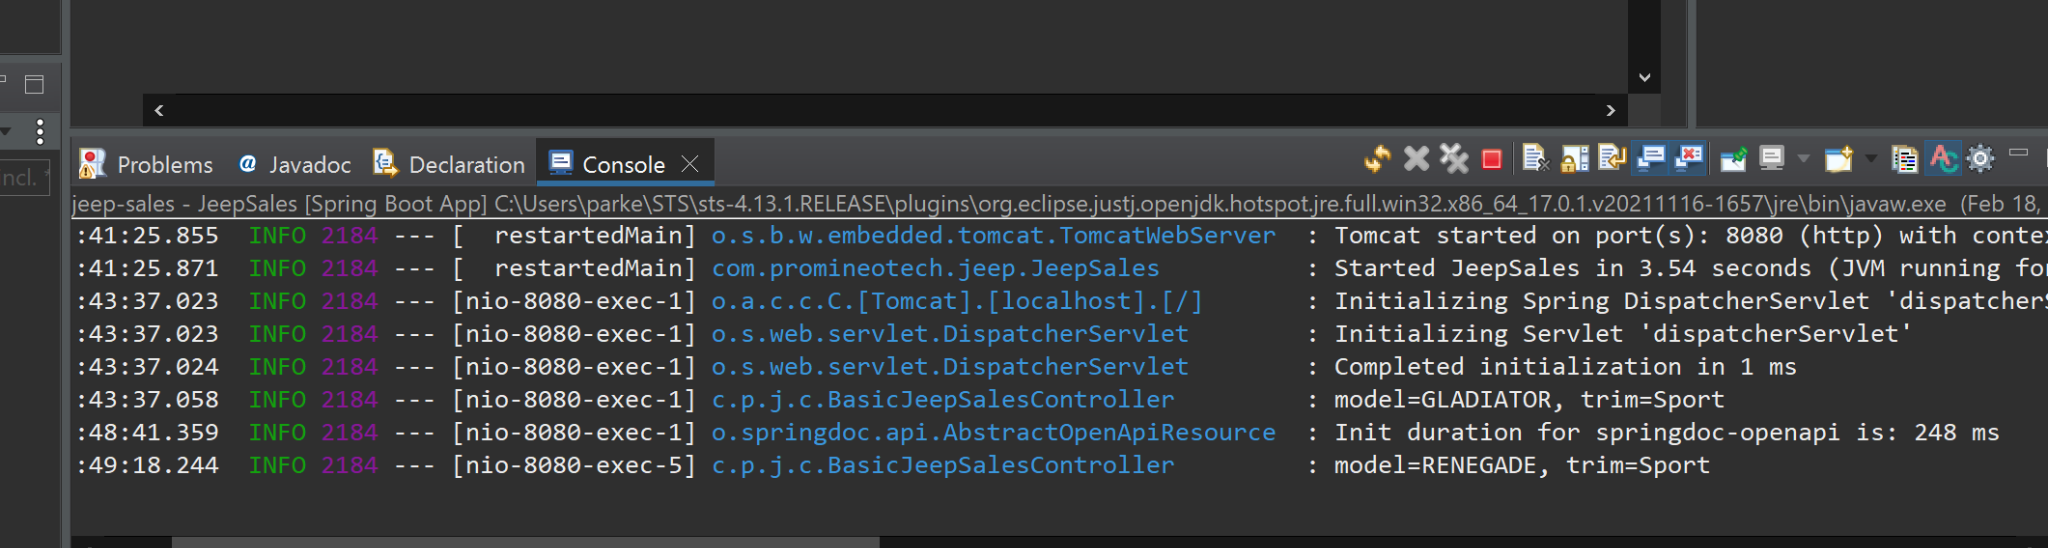 Incl.
Problems @ Javadoc Declaration Console
jeep-sales - JeepSales [Spring Boot App] C:\Users\parke\STS\sts-4.13.1.RELEASE\plugins\org.eclipse.justj.openjdk.hotspot.jre.full.win32.x86_64_17.0.1.v20211116-1657\jre\bin\javaw.exe (Feb 18,
:41:25.855 INFO 2184 --- [ restartedMain] o.s.b.w.embedded.tomcat.TomcatWebServer : Tomcat started on port(s): 8080 (http) with conte
:41:25.871 INFO 2184 --- [ restartedMain] com.promineotech.jeep.JeepSales : Started JeepSales in 3.54 seconds (JVM running for
:43:37.023 INFO 2184 --- [nio-8080-exec-1] o.a.c.c.C.[Tomcat].[localhost].[/] : Initializing Spring DispatcherServlet 'dispatcherS
:43:37.023 INFO 2184 --- [nio-8080-exec-1] o.s.web.servlet.DispatcherServlet : Initializing Servlet 'dispatcherServlet'
:43:37.024 INFO 2184 --- [nio-8080-exec-1] o.s.web.servlet.DispatcherServlet : Completed initialization in 1 ms
:43:37.058 INFO 2184 --- [nio-8080-exec-1] c.p.j.c.BasicJeepSalesController : model=GLADIATOR, trim=Sport
:48:41.359 INFO 2184 --- [nio-8080-exec-1] o.springdoc.api.AbstractOpenApiResource : Init duration for springdoc-openapi is: 248 ms
:49:18.244 INFO 2184 --- [nio-8080-exec-5] c.p.j.c.BasicJeepSalesController : model=RENEGADE, trim=Sport